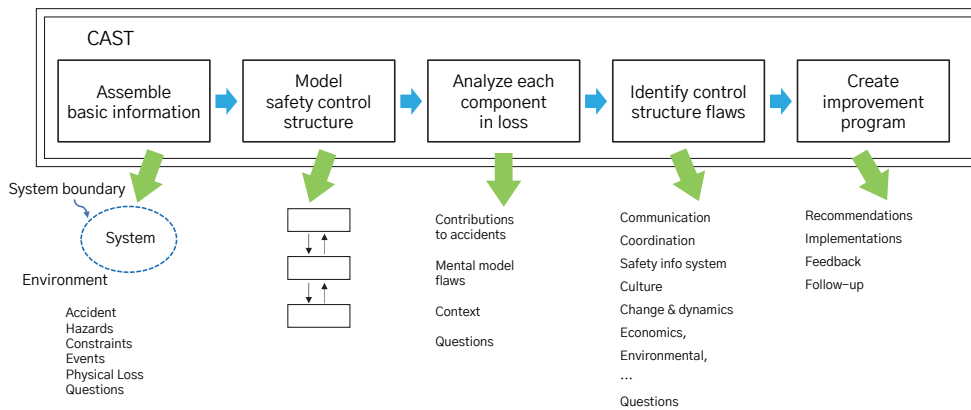 CAST
Assemble
basic information
Model
safety control
structure
Analyze each
component
in loss
Identify control
structure flaws
Create
improvement
program
System boundary
System
Environment
Accident
Hazards
Constraints
Events
Physical Loss
Questions
Contributions
to accidents
Mental model
flaws
Context
Questions
Communication
Coordination
Safety info system
Culture
Change & dynamics
Economics,
Environmental,
...
Questions
Recommendations
Implementations
Feedback
Follow-up